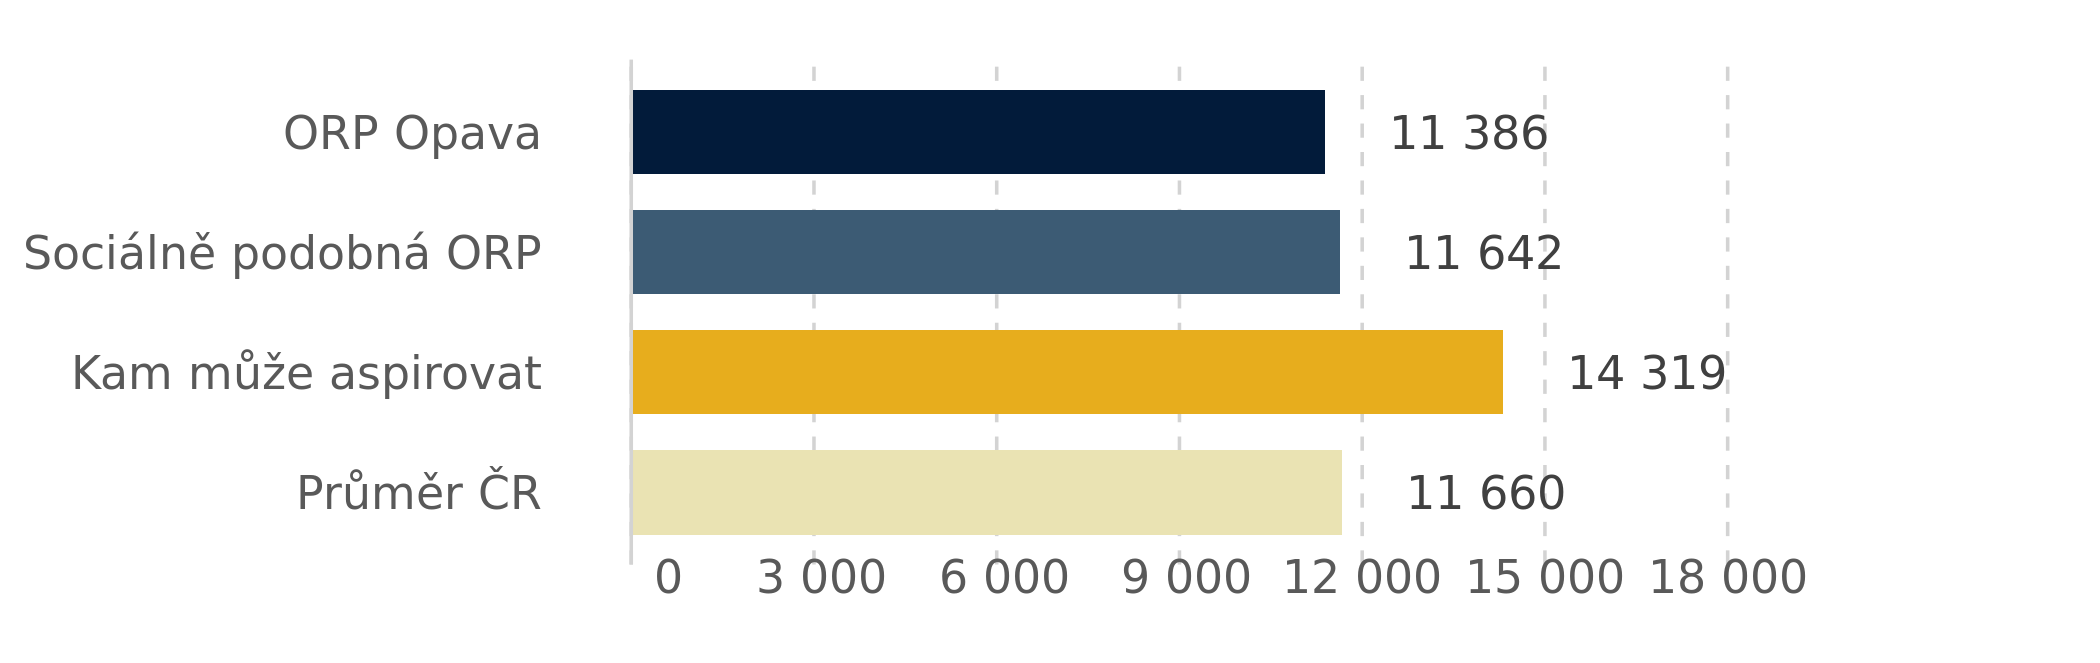 ORP Opava 11 386
Sociálně podobná ORP 11 642
Kam může aspirovat 14 319
Průměr ČR 11 660
0 3 000 6 000 9 000 12 000 15 000 18 000